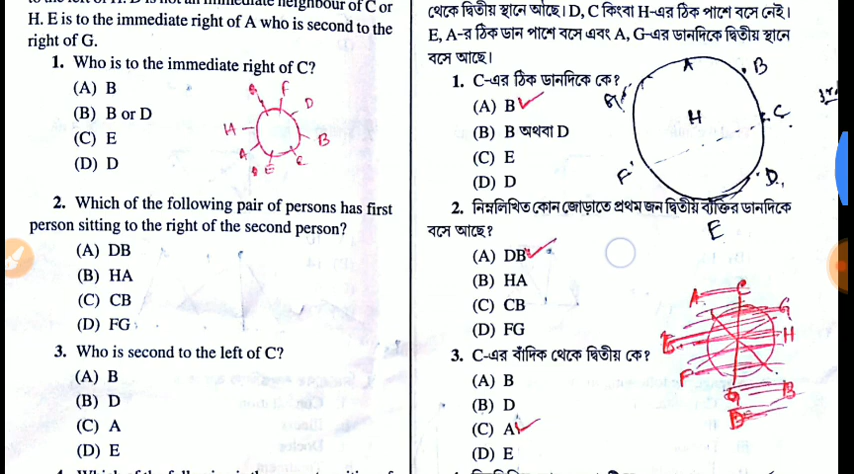 neighbour of C or
H. E is to the immediate right of A who is second to the
right of G.
1. Who is to the immediate right of C?
(A) B
(B) B or D
(C) E
(D) D
F
D
H
B
A
E
C
2. Which of the following pair of persons has first
person sitting to the right of the second person?
(A) DB
(B) HA
(C) CB
(D) FG
3. Who is second to the left of C?
(A) B
(B) D
(C) A
(D) E
থেকে দ্বিতীয় স্থানে আছে। D, C কিংবা H-এর ঠিক পাশে বসে নেই।
E, A-র ঠিক ডান পাশে বসে এবং A, G-এর ডানদিকে দ্বিতীয় স্থানে
বসে আছে।
1. C-এর ঠিক ডানদিকে কে?
(A) B
(B) B অথবা D
(C) E
(D) D
A
B
H
C
F
D
E
2. নিম্নলিখিত কোন জোড়াতে প্রথম জন দ্বিতীয় ব্যক্তির ডানদিকে
বসে আছে?
(A) DB
(B) HA
(C) CB
(D) FG
3. C-এর বাঁদিক থেকে দ্বিতীয় কে?
(A) B
(B) D
(C) A
(D) E
A
C
G
H
F
B